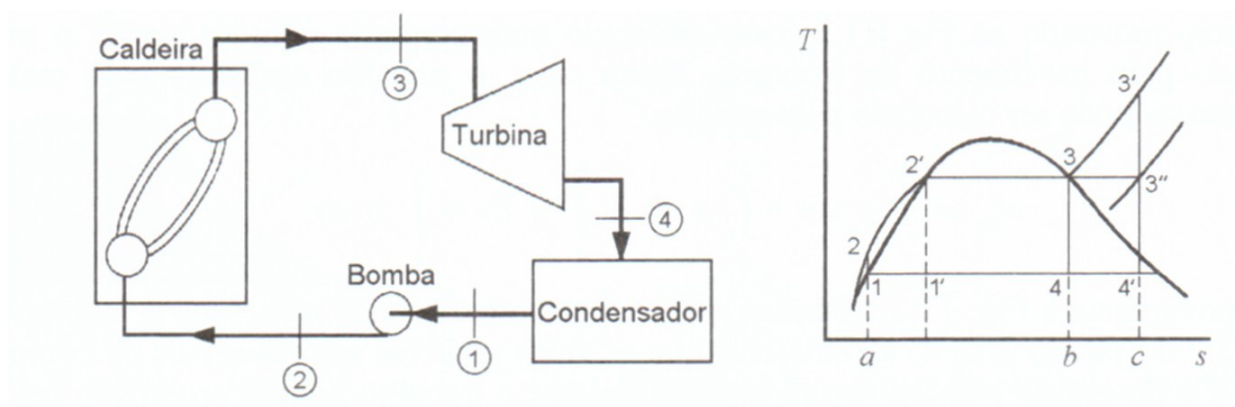 Caldeira
3
Turbina
4
Bomba
Condensador
1
2
T
3'
2'
3
3"
2
1
1'
4
4'
a
b
c
s